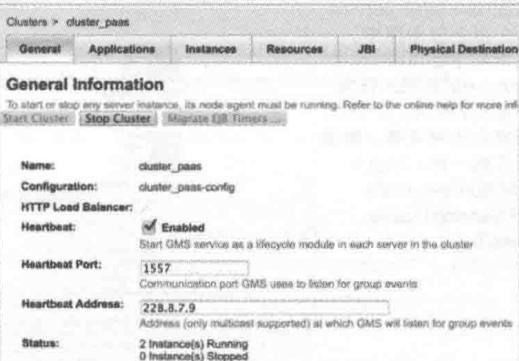 Clusters > cluster_paas
General Applications Instances Resources JBI Physical Destination
General Information
To start or stop any server instance, its node agent must be running. Refer to the online help for more inf
Start Cluster Stop Cluster Migrate EJB Timers ...
Name: cluster_paas
Configuration: cluster_paas-config
HTTP Load Balancer:
Heartbeat: Enabled
Start GMS service as a lifecycle module in each server in the cluster
Heartbeat Port: 1557
Communication port GMS uses to listen for group events
Heartbeat Address: 228.8.7.9
Address (only multicast supported) at which GMS will listen for group events
Status: 2 Instance(s) Running
0 Instance(s) Stopped